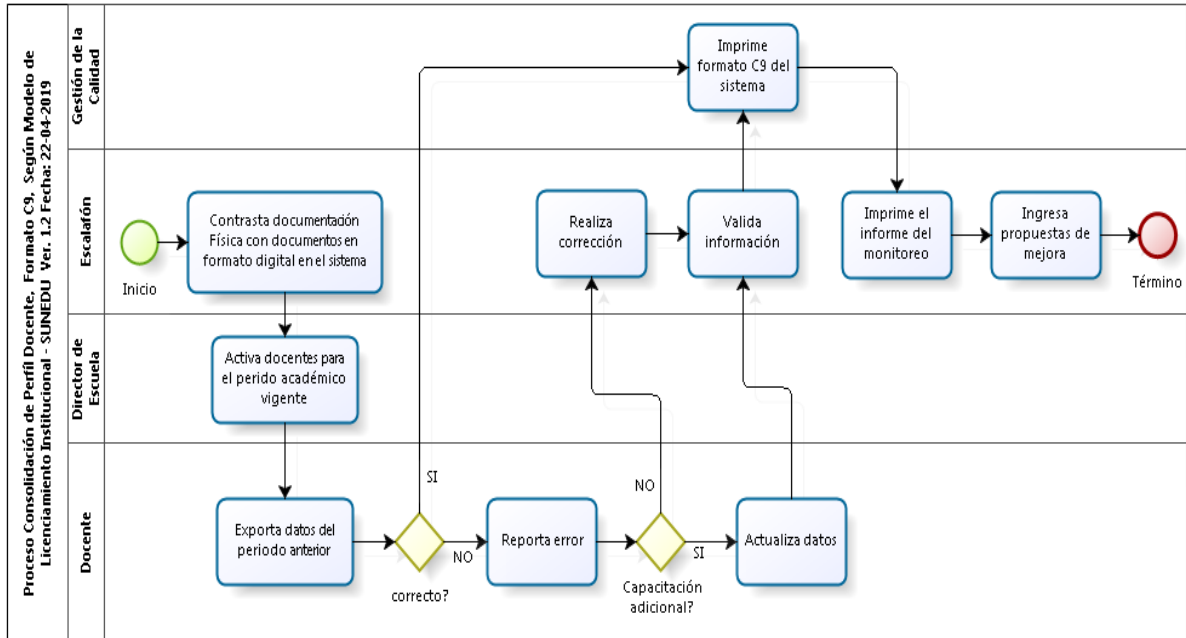 Proceso Consolidación de Perfil Docente, Formato C9, Según Modelo de
Licenciamiento Institucional - SUNEDU Ver. 1.2 Fecha: 22-04-2019
Gestión de la
Calidad
Imprime
formato C9 del
sistema
Escalafón
Inicio
Contrasta documentación
Física con documentos en
formato digital en el sistema
Realiza
corrección
Valida
información
Imprime el
informe del
monitoreo
Ingresa
propuestas de
mejora
Término
Director de
Escuela
Activa docentes para
el perido académico
vigente
Docente
Exporta datos del
periodo anterior
SI
correcto?
NO
Reporta error
NO
Capacitación
adicional?
SI
Actualiza datos